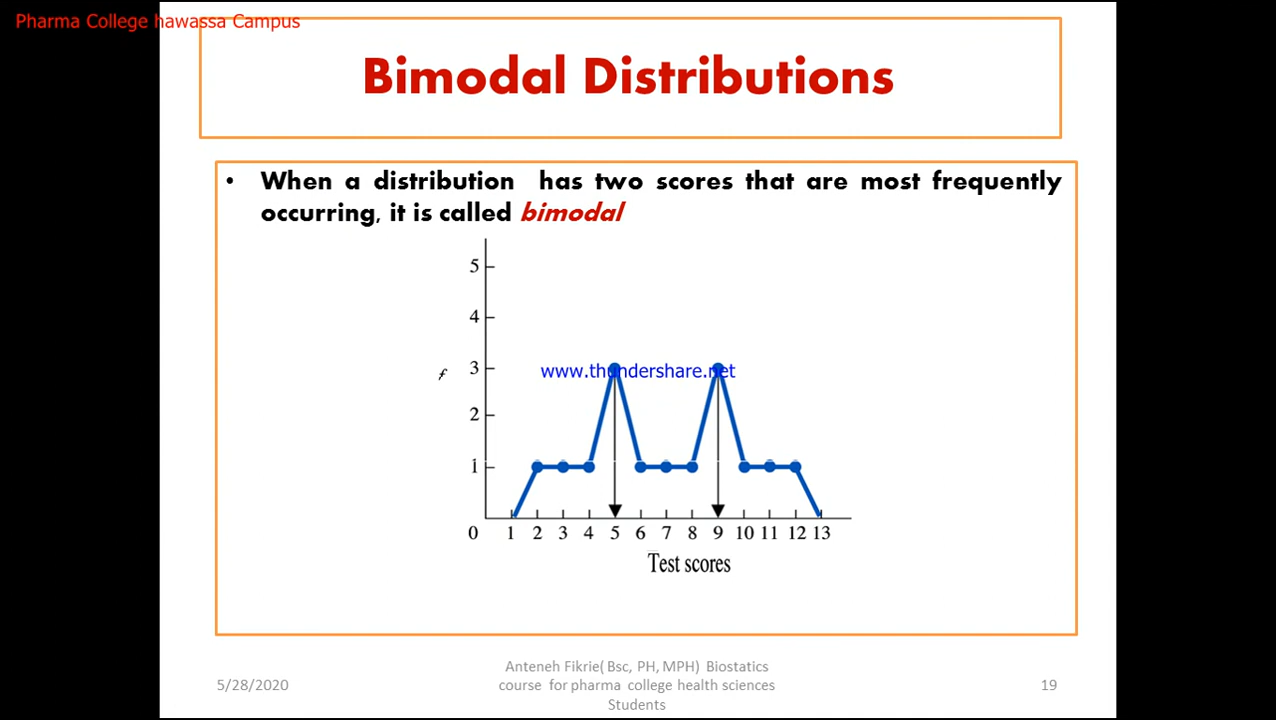 Pharma College hawassa Campus
Bimodal Distributions
• When a distribution has two scores that are most frequently
occurring, it is called bimodal
5
4
f 3
www.thundershare.net
2
1
0 1 2 3 4 5 6 7 8 9 10 11 12 13
Test scores
5/28/2020
Anteneh Fikrie( Bsc, PH, MPH) Biostatics
course for pharma college health sciences
Students
19